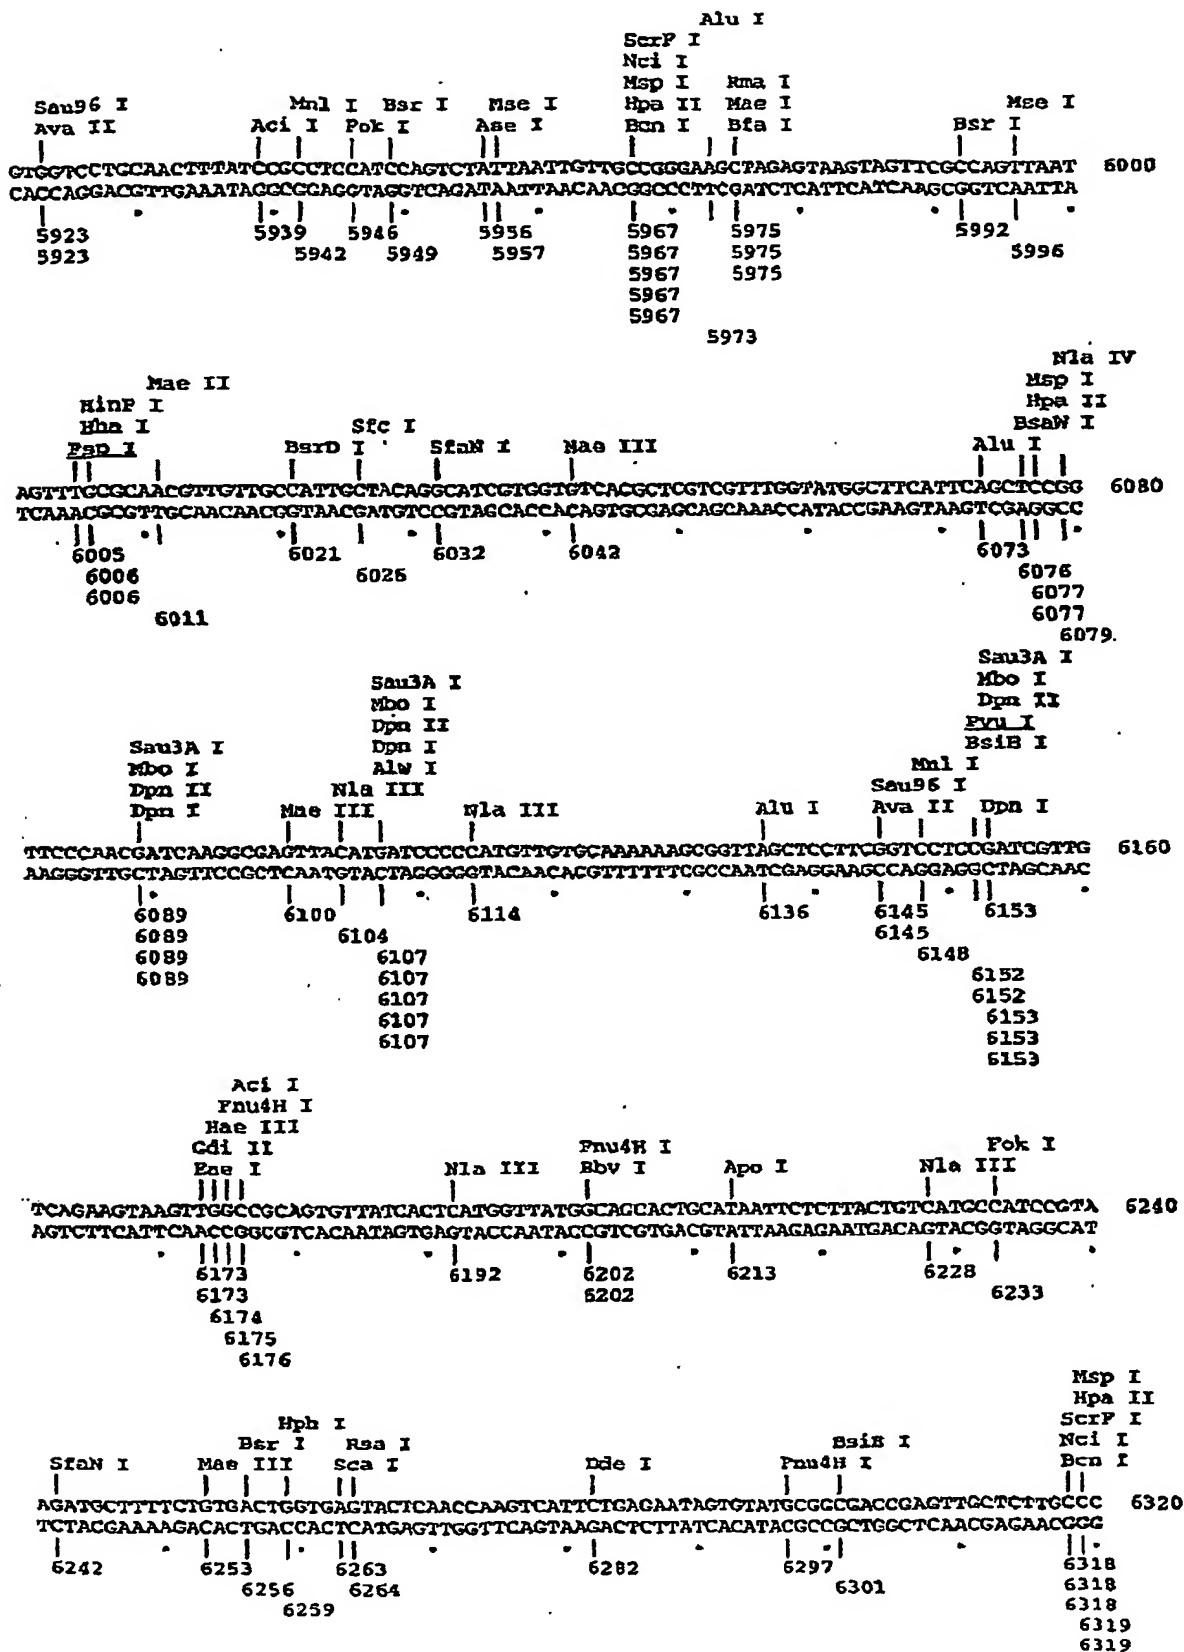 Alu I
ScrF I
Nci I
Msp I Rma I
Sau96 I Mnl I Bsr I Mse I Hpa II Mae I Mse I
Ava II Aci I Fok I Ase I Bcn I Bfa I Bsr I
GTGGTCCTGCAACTTTATCCGCCTCCATCCAGTCTATTAATTGTTGCCGGGAAGCTAGAGTAAGTAGTTCGCCAGTTAAT 6000
CACCAGGACGTTGAAATAGGCGGAGGTAGGTCAGATAATTAACAACGGCCCTTCGATCTCATTCATCAAGCGGTCAATTA
5923 5939 5946 5956 5967 5975 5992
5923 5942 5949 5957 5967 5975 5996
5967 5975
5967
5967
5973
Nla IV
Mae II Msp I
HinP I Hpa II
Hha I Sfc I BsaW I
Fsp I BsrD I SfaN I Mae III Alu I
AGTTTGCGCAACGTTGTTGCCATTGCTACAGGCATCGTGGTGTCACGCTCGTCGTTTGGTATGGCTTCATTCAGCTCCGG 6080
TCAAACGCGTTGCAACAACGGTAACGATGTCCGTAGCACCACAGTGCGAGCAGCAAACCATACCGAAGTAAGTCGAGGCC
6005 6021 6032 6042 6073
6006 6026 6076
6006 6077
6011 6077
6079
Sau3A I
Sau3A I Mbo I
Mbo I Dpn II
Dpn II Pvu I
Sau3A I Dpn I BsiE I
Mbo I Alw I Mnl I
Dpn II Nla III Sau96 I
Dpn I Mae III Nla III Alu I Ava II Dpn I
TTCCCAACGATCAAGGCGAGTTACATGATCCCCCATGTTGTGCAAAAAAGCGGTTAGCTCCTTCGGTCCTCCGATCGTTG 6160
AAGGGTTGCTAGTTCCGCTCAATGTACTAGGGGGTACAACACGTTTTTTCGCCAATCGAGGAAGCCAGGAGGCTAGCAAC
6089 6100 6114 6136 6145 6153
6089 6104 6145
6089 6107 6148
6089 6107 6152
6107 6152
6107 6153
6107 6153
6153
Aci I
Fnu4H I
Hae III
Gdi II Fnu4H I Fok I
Eae I Nla III Bbv I Apo I Nla III
TCAGAAGTAAGTTGGCCGCAGTGTTATCACTCATGGTTATGGCAGCACTGCATAATTCTCTTACTGTCATGCCATCCGTA 6240
AGTCTTCATTCAACCGGCGTCACAATAGTGAGTACCAATACCGTCGTGACGTATTAAGAGAATGACAGTACGGTAGGCAT
6173 6192 6202 6213 6228
6173 6202 6233
6174
6175
6176
Msp I
Hpa II
Hph I ScrF I
Bsr I Rsa I BsiE I Nci I
SfaN I Mae III Sca I Dde I Fnu4H I Bcn I
AGATGCTTTTCTGTGACTGGTGAGTACTCAACCAAGTCATTCTGAGAATAGTGTATGCGGCGACCGAGTTGCTCTTGCCC 6320
TCTACGAAAAGACACTGACCACTCATGAGTTGGTTCAGTAAGACTCTTATCACATACGCCGCTGGCTCAACGAGAACGGG
6242 6253 6263 6282 6297 6318
6256 6264 6301 6318
6259 6318
6319
6319